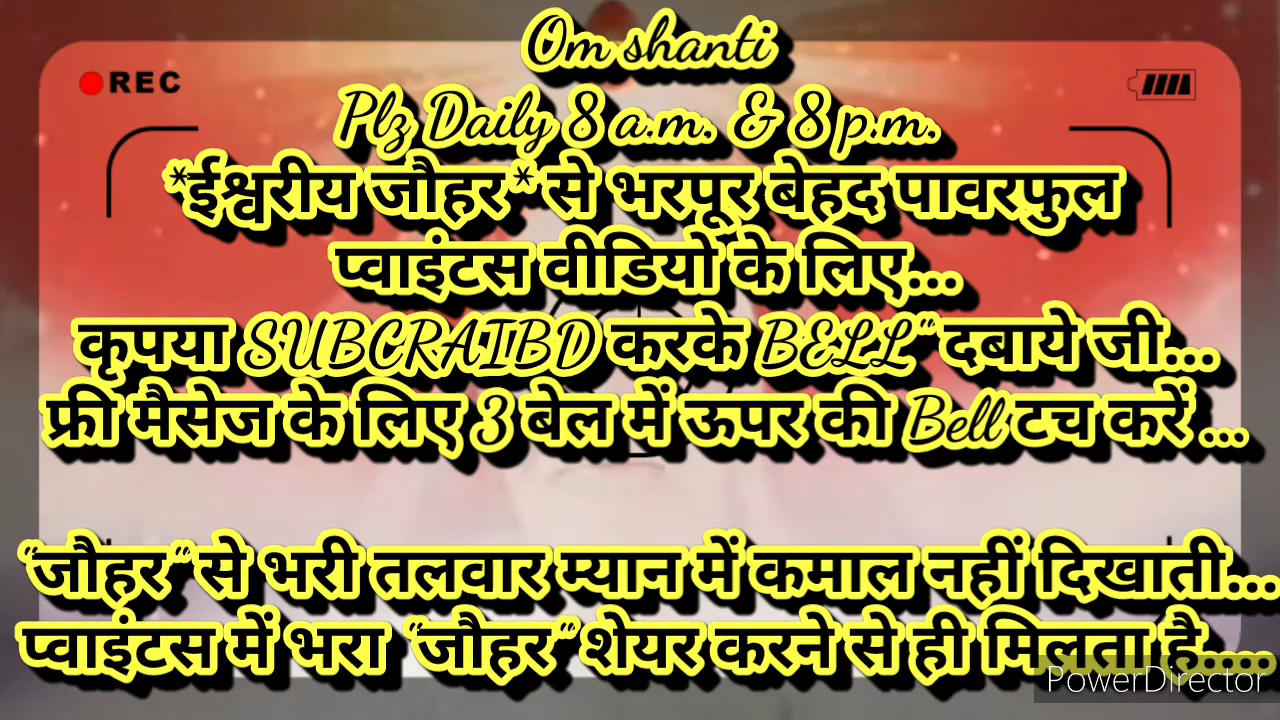 Om shanti
REC
Plz Daily 8 a.m. & 8 p.m.
*ईश्वरीय जौहर* से भरपूर बेहद पावरफुल
प्वाइंटस वीडियो के लिए...
कृपया SUBCRAIBD करके BELL" दबाये जी...
फ्री मैसेज के लिए 3 बेल में ऊपर की Bell टच करें ...
"जौहर" से भरी तलवार म्यान में कमाल नहीं दिखाती...
प्वाइंटस में भरा "जौहर" शेयर करने से ही मिलता है....
PowerDirector